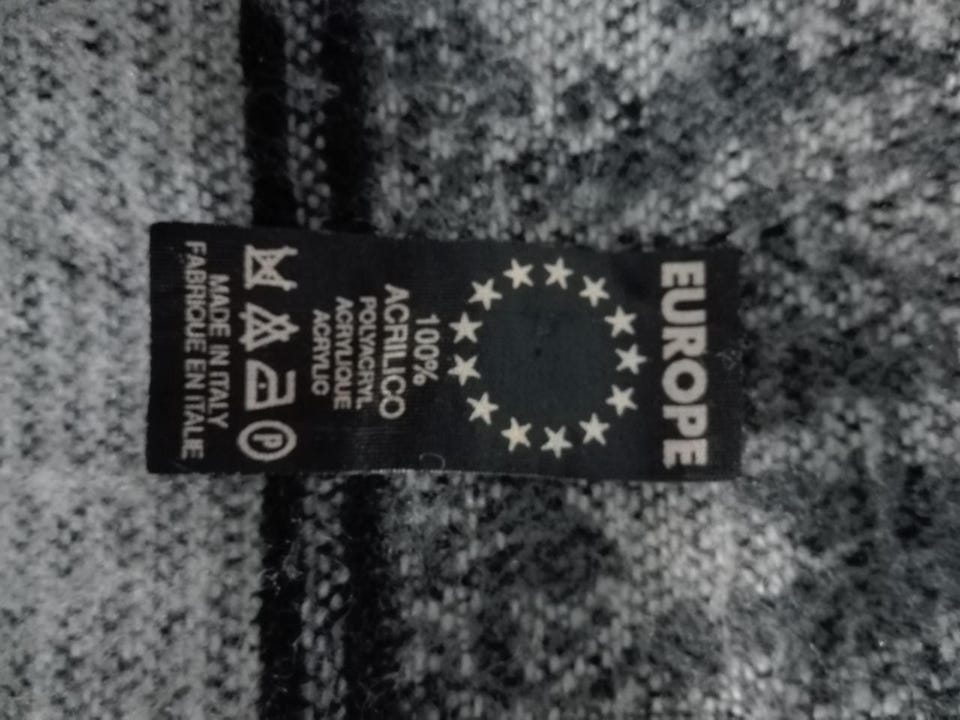 EUROPE
100%
ACRILICO
POLYACRYL
ACRYLIQUE
ACRYLIC
P
MADE IN ITALY
FABRIQUE EN ITALIE